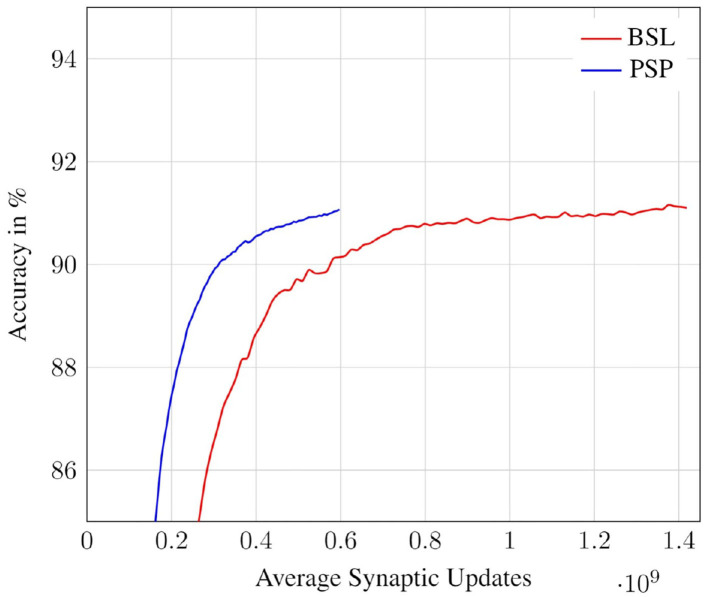 BSL
PSP
94
92
90
88
86
Accuracy in %
0 0.2 0.4 0.6 0.8 1 1.2 1.4
Average Synaptic Updates ·10⁹